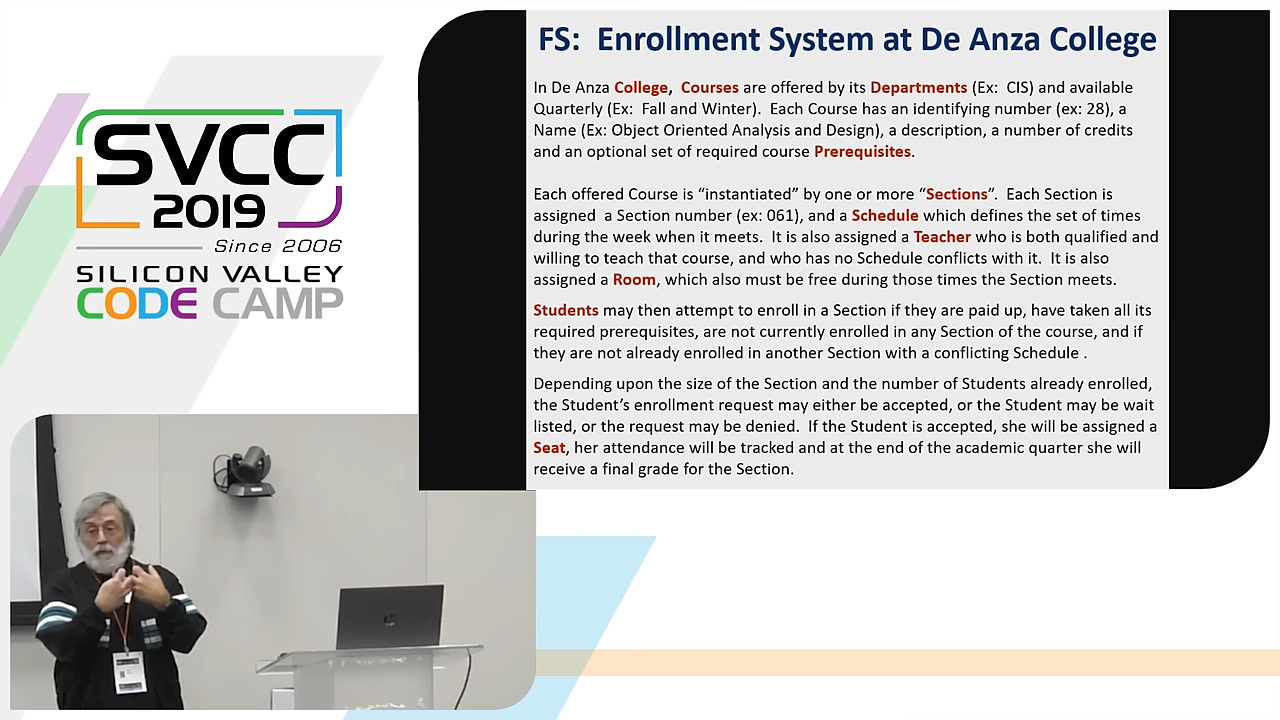 SVCC
2019
Since 2006
SILICON VALLEY
CODE CAMP
FS:  Enrollment System at De Anza College
In De Anza College,  Courses are offered by its Departments (Ex:  CIS) and available
Quarterly (Ex:  Fall and Winter).  Each Course has an identifying number (ex: 28), a
Name (Ex: Object Oriented Analysis and Design), a description, a number of credits
and an optional set of required course Prerequisites.
Each offered Course is “instantiated” by one or more “Sections”.  Each Section is
assigned  a Section number (ex: 061), and a Schedule which defines the set of times
during the week when it meets.  It is also assigned a Teacher who is both qualified and
willing to teach that course, and who has no Schedule conflicts with it.  It is also
assigned a Room, which also must be free during those times the Section meets.
Students may then attempt to enroll in a Section if they are paid up, have taken all its
required prerequisites, are not currently enrolled in any Section of the course, and if
they are not already enrolled in another Section with a conflicting Schedule .
Depending upon the size of the Section and the number of Students already enrolled,
the Student’s enrollment request may either be accepted, or the Student may be wait
listed, or the request may be denied.  If the Student is accepted, she will be assigned a
Seat, her attendance will be tracked and at the end of the academic quarter she will
receive a final grade for the Section.